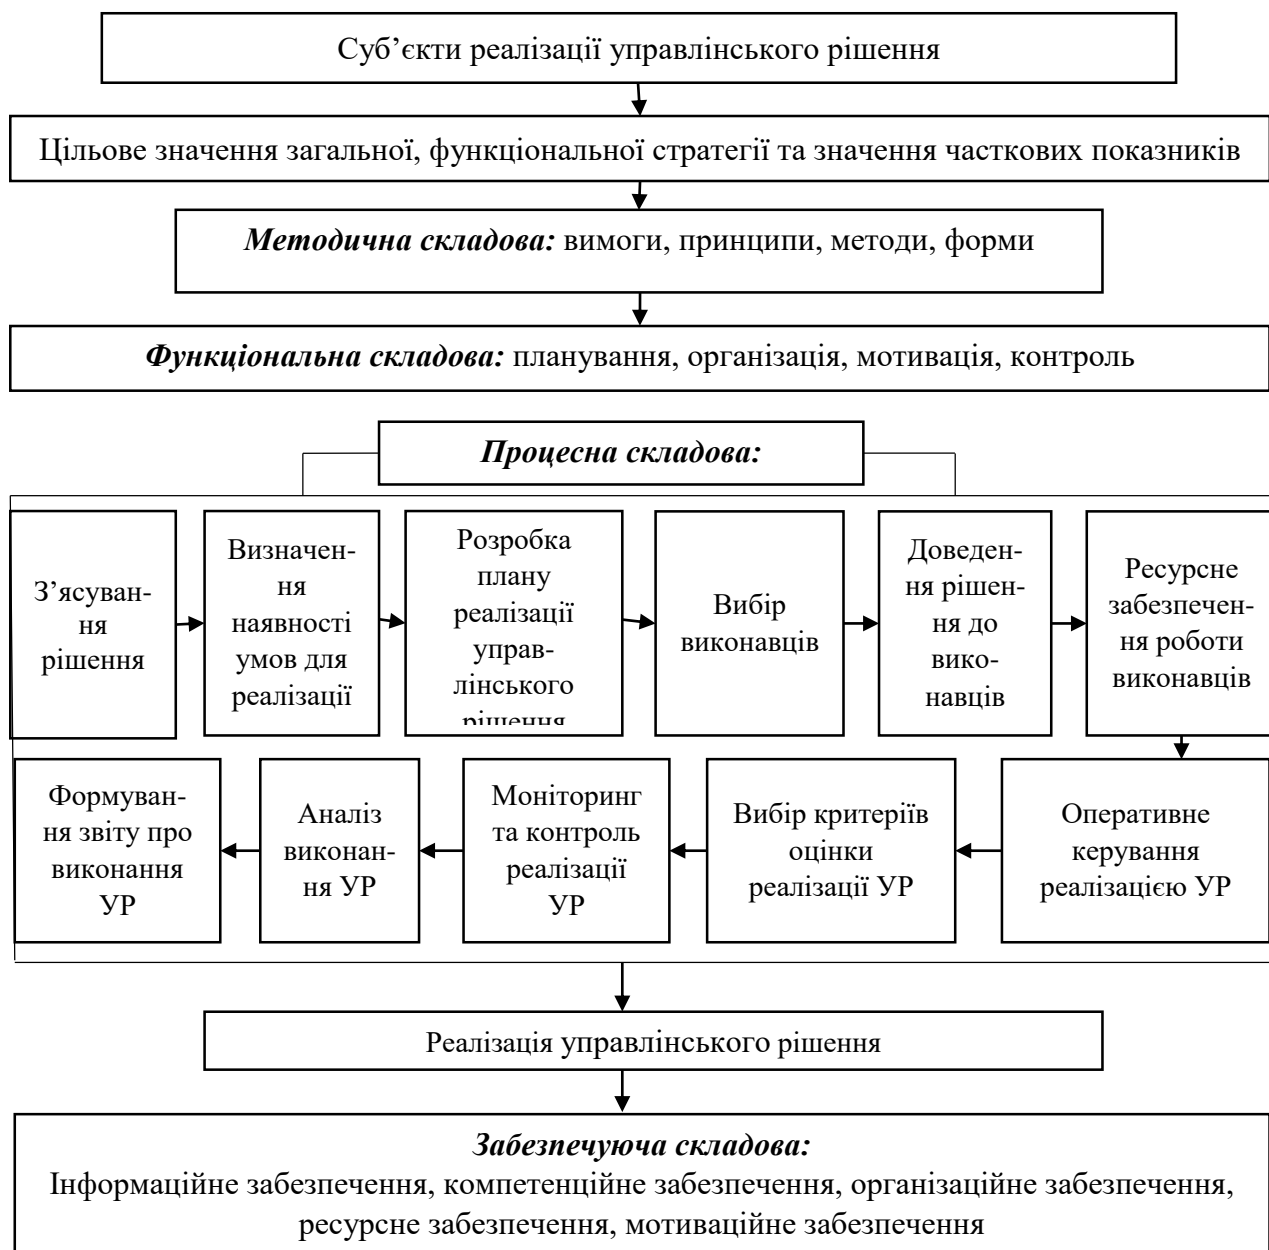 Суб’єкти реалізації управлінського рішення
Цільове значення загальної, функціональної стратегії та значення часткових показників
Методична складова: вимоги, принципи, методи, форми
Функціональна складова: планування, організація, мотивація, контроль
Процесна складова:
З’ясуван-
ня
рішення
Визначен-
ня
наявності
умов для
реалізації
Розробка
плану
реалізації
управ-
лінського
рішення
Вибір
виконавців
Доведен-
ня рішен-
ня до
вико-
навців
Ресурсне
забезпечен-
ня роботи
виконавців
Формуван-
ня звіту про
виконання
УР
Аналіз
виконан-
ня УР
Моніторинг
та контроль
реалізації
УР
Вибір критеріїв
оцінки
реалізації УР
Оперативне
керування
реалізацією УР
Реалізація управлінського рішення
Забезпечуюча складова:
Інформаційне забезпечення, компетенційне забезпечення, організаційне забезпечення,
ресурсне забезпечення, мотиваційне забезпечення